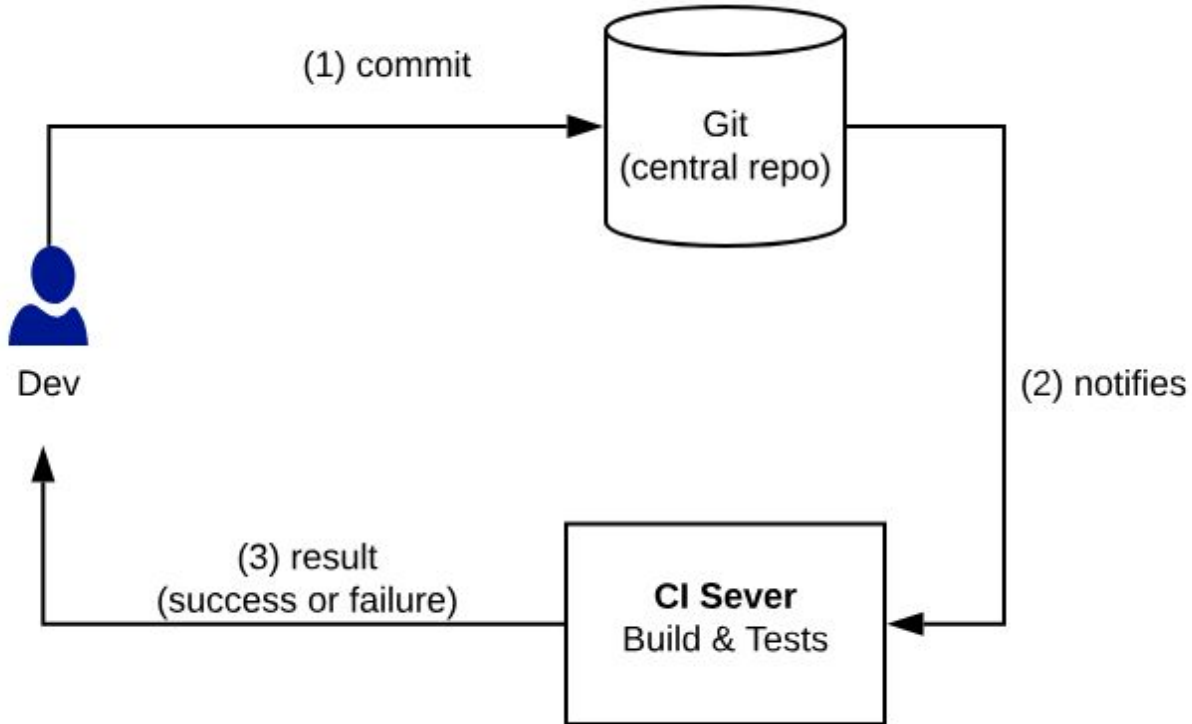 (1) commit
Git
(central repo)
Dev
(2) notifies
(3) result
(success or failure)
CI Sever
Build & Tests